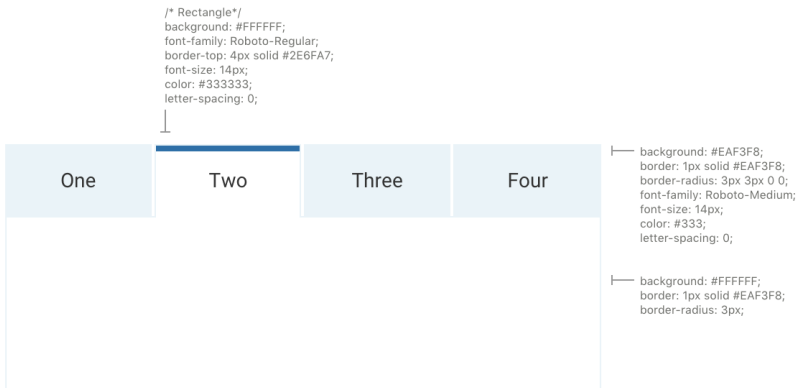 /* Rectangle*/
background: #FFFFFF;
font-family: Roboto-Regular;
border-top: 4px solid #2E6FA7;
font-size: 14px;
color: #333333;
letter-spacing: 0;
One
Two
Three
Four
background: #EAF3F8;
border: 1px solid #EAF3F8;
border-radius: 3px 3px 0 0;
font-family: Roboto-Medium;
font-size: 14px;
color: #333;
letter-spacing: 0;
background: #FFFFFF;
border: 1px solid #EAF3F8;
border-radius: 3px;